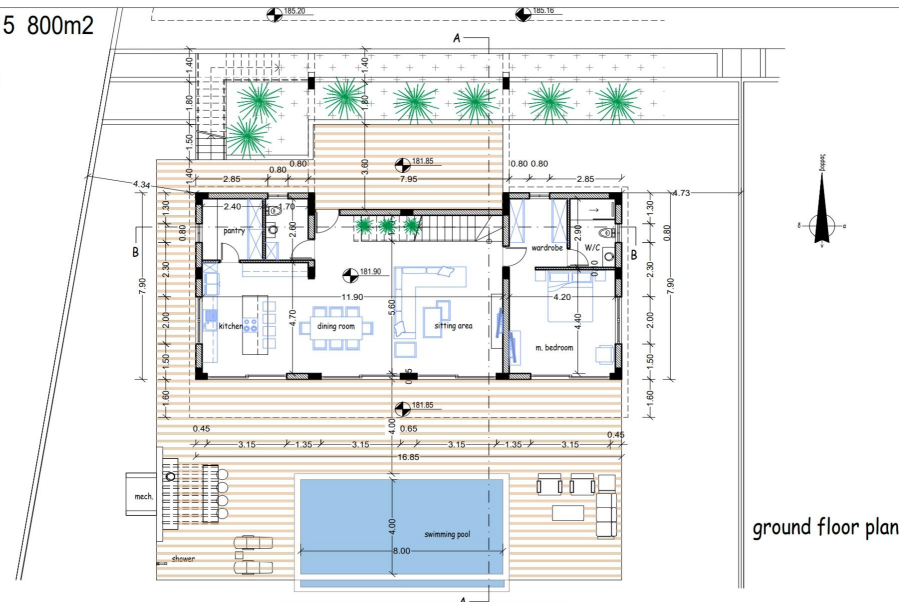 185.20
185.16
5 800m2
A
1.40
1.40
1.80
1.80
1.50
3.60
1.40
181.85
0.80
0.80 0.80
2.85
7.95
2.85
4.34
4.73
βορράς
δ
α
1.30
0.80
2.40
1.70
2.60
pantry
wardrobe
2.90
W/C
1.30
0.80
B
B
181.90
2.30
2.30
7.90
7.90
11.90
4.20
5.60
4.70
4.40
kitchen
dining room
sitting area
m. bedroom
2.00
2.00
1.50
1.50
1.60
1.60
181.85
4.00
0.45
0.65
0.45
3.15
1.35
3.15
3.15
1.35
3.15
16.85
mech.
4.00
swimming pool
8.00
shower
ground floor plan
A